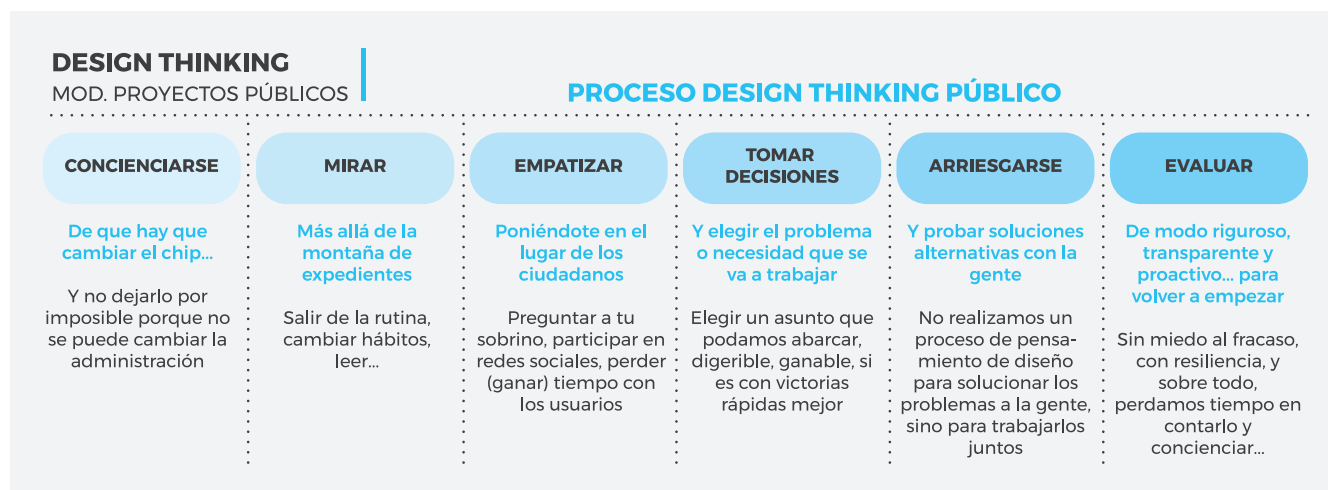 DESIGN THINKING
MOD. PROYECTOS PÚBLICOS
PROCESO DESIGN THINKING PÚBLICO
CONCIENCIARSE
De que hay que
cambiar el chip...
Y no dejarlo por
imposible porque no
se puede cambiar la
administración
MIRAR
Más allá de la
montaña de
expedientes
Salir de la rutina,
cambiar hábitos,
leer...
EMPATIZAR
Poniéndote en el
lugar de los
ciudadanos
Preguntar a tu
sobrino, participar en
redes sociales, perder
(ganar) tiempo con
los usuarios
TOMAR
DECISIONES
Y elegir el problema
o necesidad que se
va a trabajar
Elegir un asunto que
podamos abarcar,
digerible, ganable, si
es con victorias
rápidas mejor
ARRIESGARSE
Y probar soluciones
alternativas con la
gente
No realizamos un
proceso de pensa-
miento de diseño
para solucionar los
problemas a la gente,
sino para trabajarlos
juntos
EVALUAR
De modo riguroso,
transparente y
proactivo... para
volver a empezar
Sin miedo al fracaso,
con resiliencia, y
sobre todo,
perdamos tiempo en
contarlo y
concienciar...